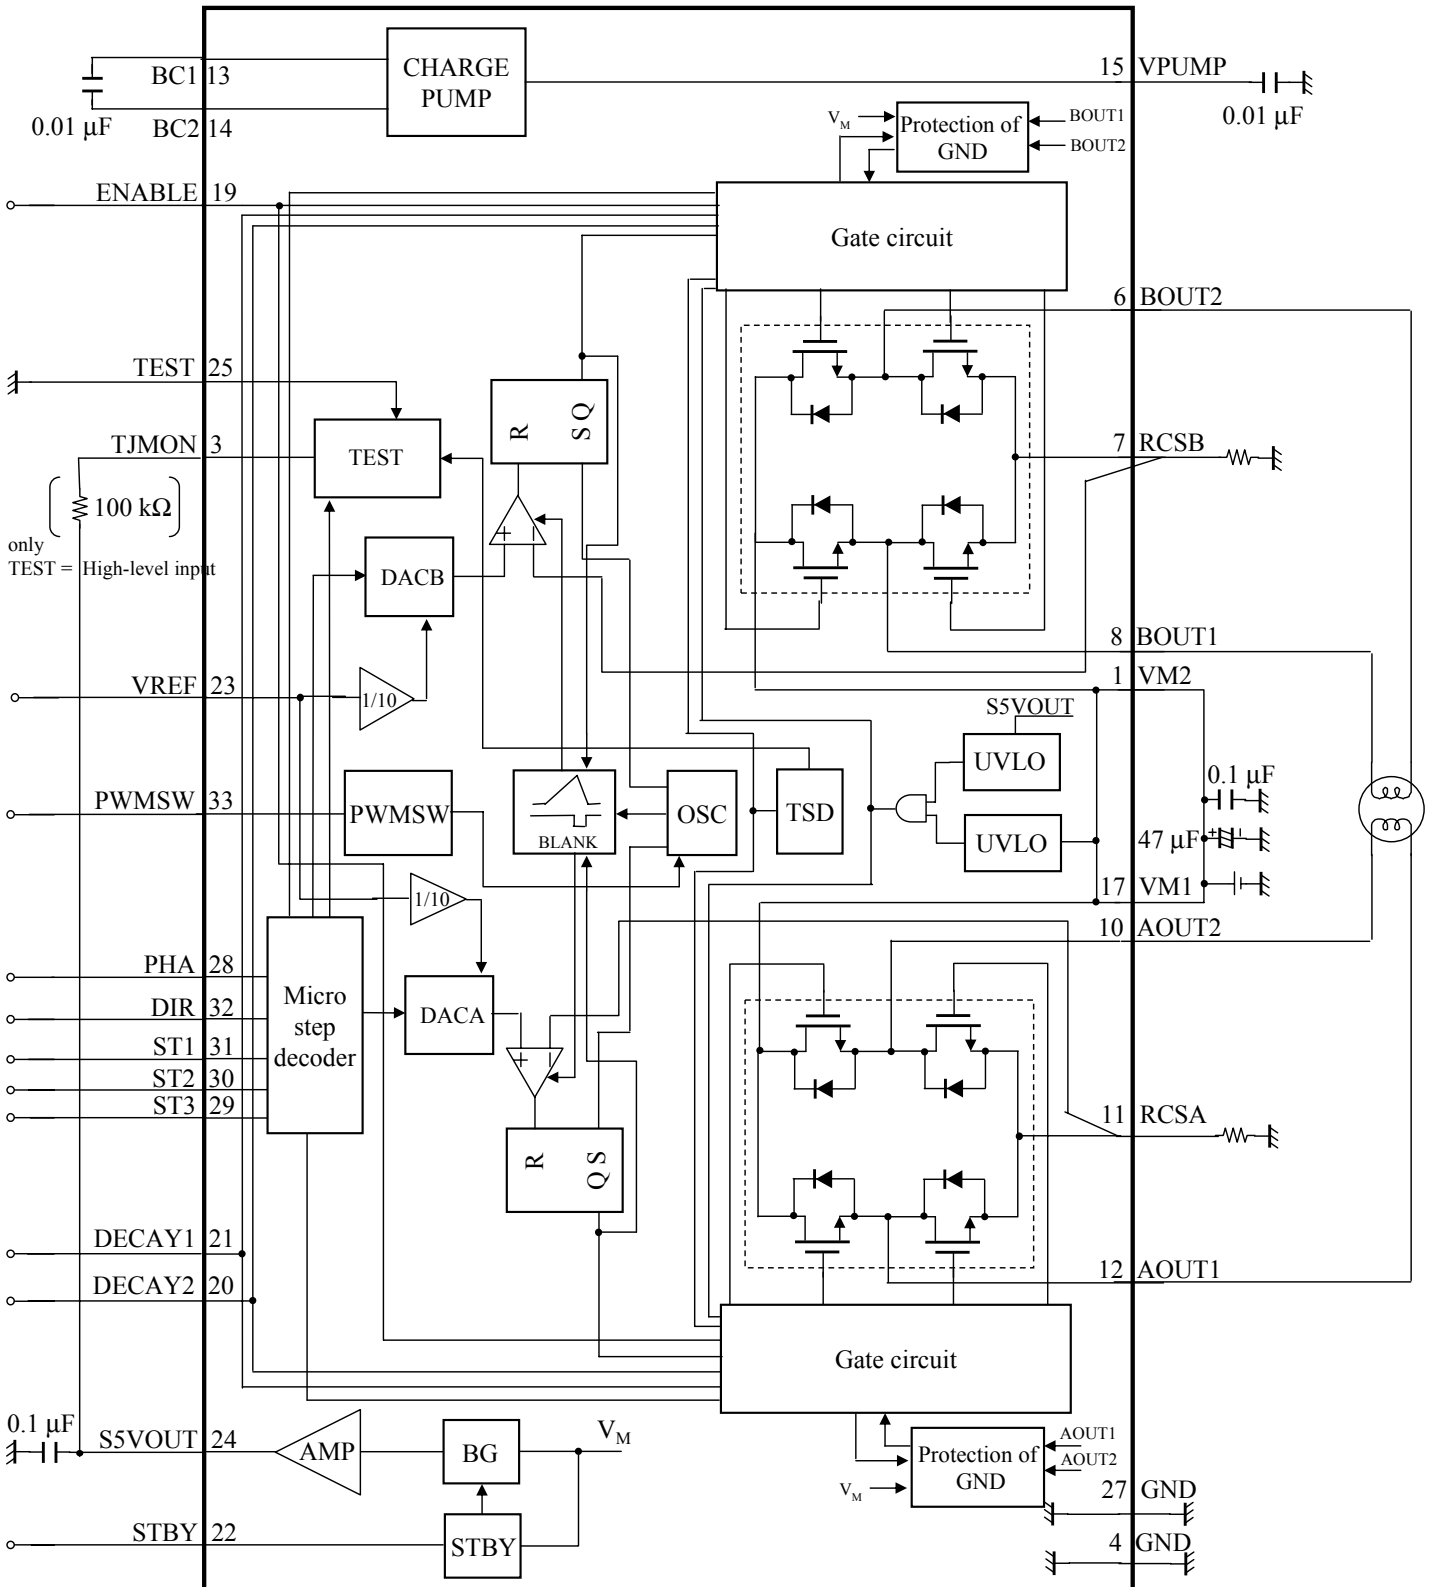 CHARGE
PUMP
BC1 13
BC2 14
0.01 µF
15 VPUMP
0.01 µF
VM
Protection of
GND
BOUT1
BOUT2
ENABLE 19
Gate circuit
6 BOUT2
TEST 25
R
S Q
TJMON 3
TEST
7 RCSB
100 kΩ
only
TEST = High-level input
+ −
DACB
8 BOUT1
VREF 23
1/10
1 VM2
S5VOUT
UVLO
0.1 µF
PWMSW 33
PWMSW
BLANK
OSC
TSD
UVLO
47 µF
+ -
1/10
17 VM1
10 AOUT2
PHA 28
DIR 32
ST1 31
ST2 30
ST3 29
Micro
step
decoder
DACA
+ −
R
Q S
11 RCSA
DECAY1 21
DECAY2 20
12 AOUT1
Gate circuit
0.1 µF
S5VOUT 24
AMP
BG
VM
Protection of
GND
AOUT1
AOUT2
VM
27 GND
STBY 22
STBY
4 GND